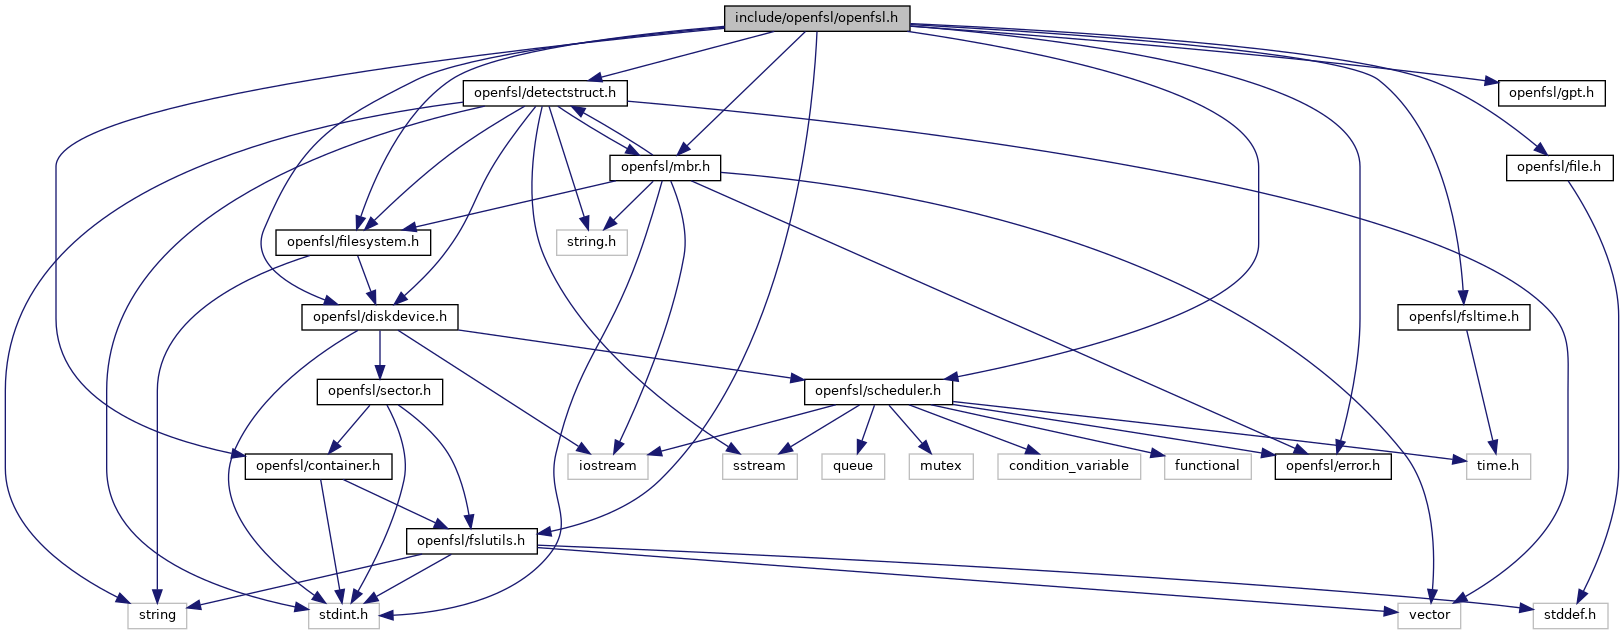 include/openfsl/openfsl.h
openfsl/detectstruct.h
openfsl/gpt.h
openfsl/mbr.h
openfsl/file.h
openfsl/filesystem.h
string.h
openfsl/diskdevice.h
openfsl/fsltime.h
openfsl/sector.h
openfsl/scheduler.h
openfsl/container.h
iostream
sstream
queue
mutex
condition_variable
functional
openfsl/error.h
time.h
openfsl/fslutils.h
string
stdint.h
vector
stddef.h